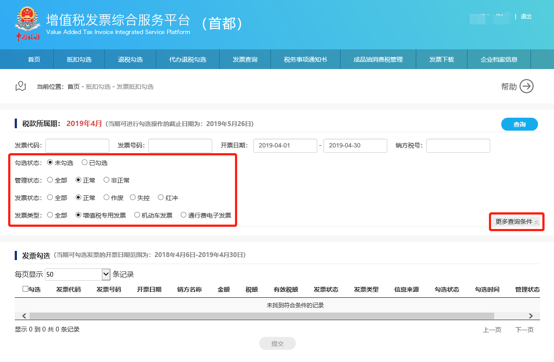 增值税发票综合服务平台 （首都）
Value Added Tax Invoice Integrated Service Platform
| 退出
首页 抵扣勾选 退税勾选 代办退税勾选 发票查询 税务事项通知书 成品油消费税管理 发票下载 企业档案信息
当前位置：首页 - 抵扣勾选 - 发票抵扣勾选 帮助
税款所属期： 2019年4月 (当期可进行勾选操作的截止日期为：2019年5月26日) 查询
发票代码： 发票号码： 开票日期： 2019-04-01 - 2019-04-30 销方税号：
勾选状态： 未勾选 已勾选
管理状态： 全部 正常 非正常
发票状态： 全部 正常 作废 失控 红冲
发票类型： 全部 增值税专用发票 机动车发票 通行费电子发票
更多查询条件
发票勾选 (当前可勾选发票的开票日期范围为：2018年4月6日-2019年4月30日)
每页显示 50 条记录
勾选 发票代码 发票号码 开票日期 销方名称 金额 税额 有效税额 发票状态 发票类型 信息来源 勾选状态 勾选时间 管理状态
未找到符合条件的记录
显示 0 到 0 共 0 条记录 上一页 下一页
提交